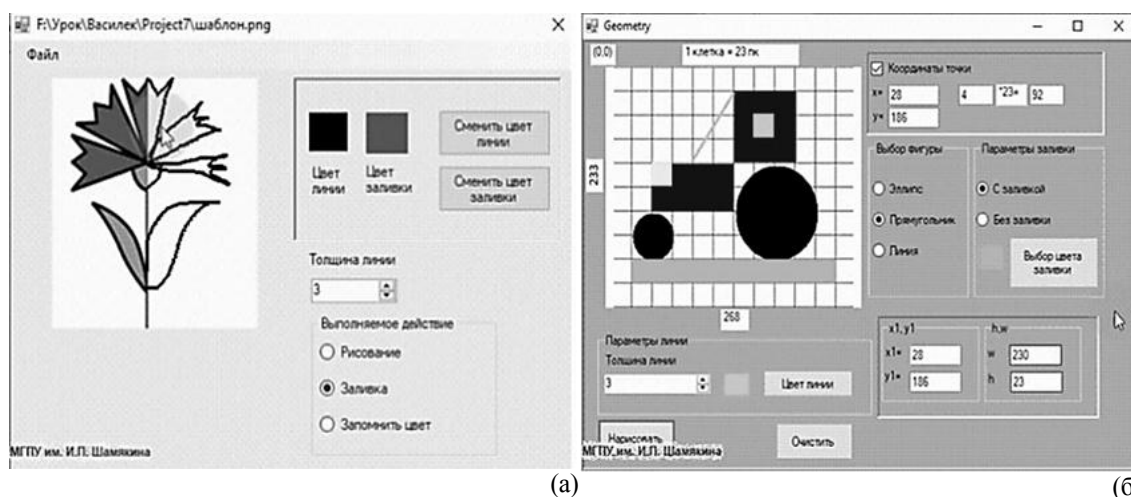 F:\Урок\Василек\Project7\шаблон.png
Файл
Цвет линии
Цвет заливки
Сменить цвет линии
Сменить цвет заливки
Толщина линии
3
Выполняемое действие
Рисование
Заливка
Запомнить цвет
МГПУ им. И.П. Шамякина
(а)
Geometry
(0,0)
1 клетка = 23 пк
233
268
Координаты точки
x= 28
4 *23= 92
y= 186
Выбор фигуры
Эллипс
Прямоугольник
Линия
Параметры заливки
С заливкой
Без заливки
Выбор цвета заливки
Параметры линии
Толщина линии
3
Цвет линии
x1,y1
x1= 28
y1= 186
h,w
w 230
h 23
Нарисовать
Очистить
МГПУ им. И.П. Шамякина
(б